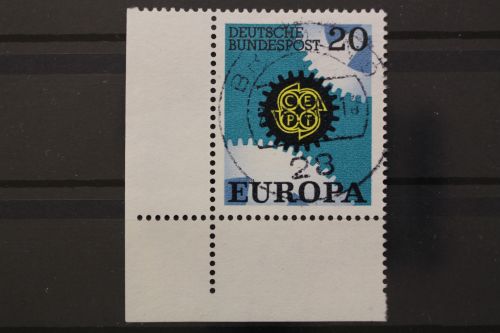 DEUTSCHE
BUNDESPOST 20
CEPT
28
EUROPA